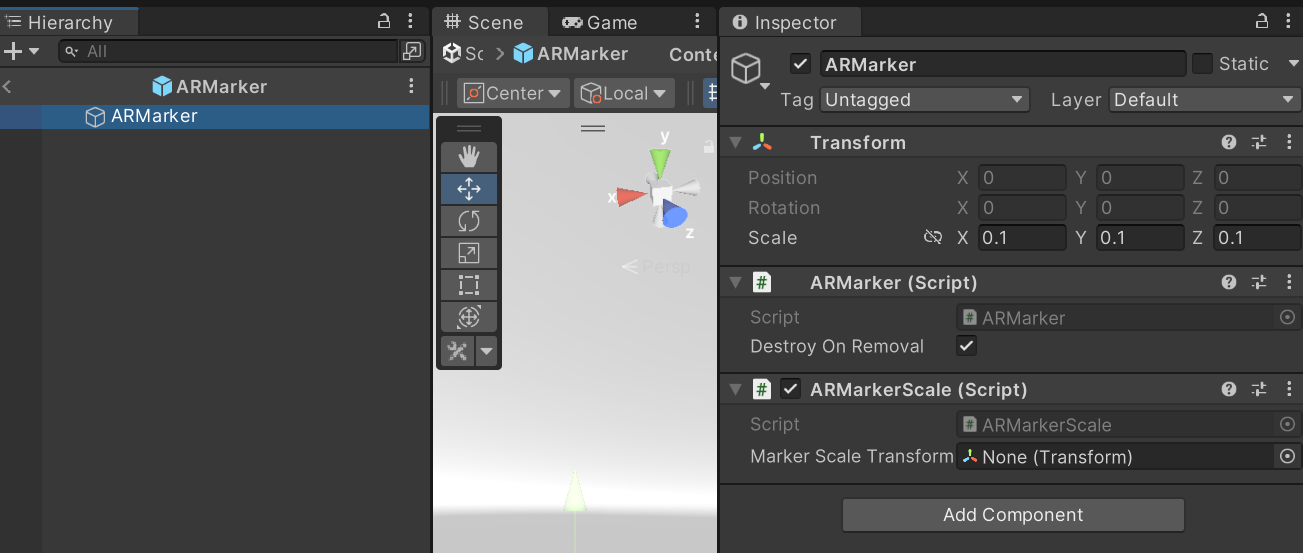 Hierarchy
All
ARMarker
ARMarker
Scene
Game
Sc
ARMarker
Conte
Center
Local
y
x
z
Persp
Inspector
ARMarker
Static
Tag
Untagged
Layer
Default
Transform
Position X 0 Y 0 Z 0
Rotation X 0 Y 0 Z 0
Scale X 0.1 Y 0.1 Z 0.1
# ARMarker (Script)
Script # ARMarker
Destroy On Removal
# ARMarkerScale (Script)
Script # ARMarkerScale
Marker Scale Transform None (Transform)
Add Component